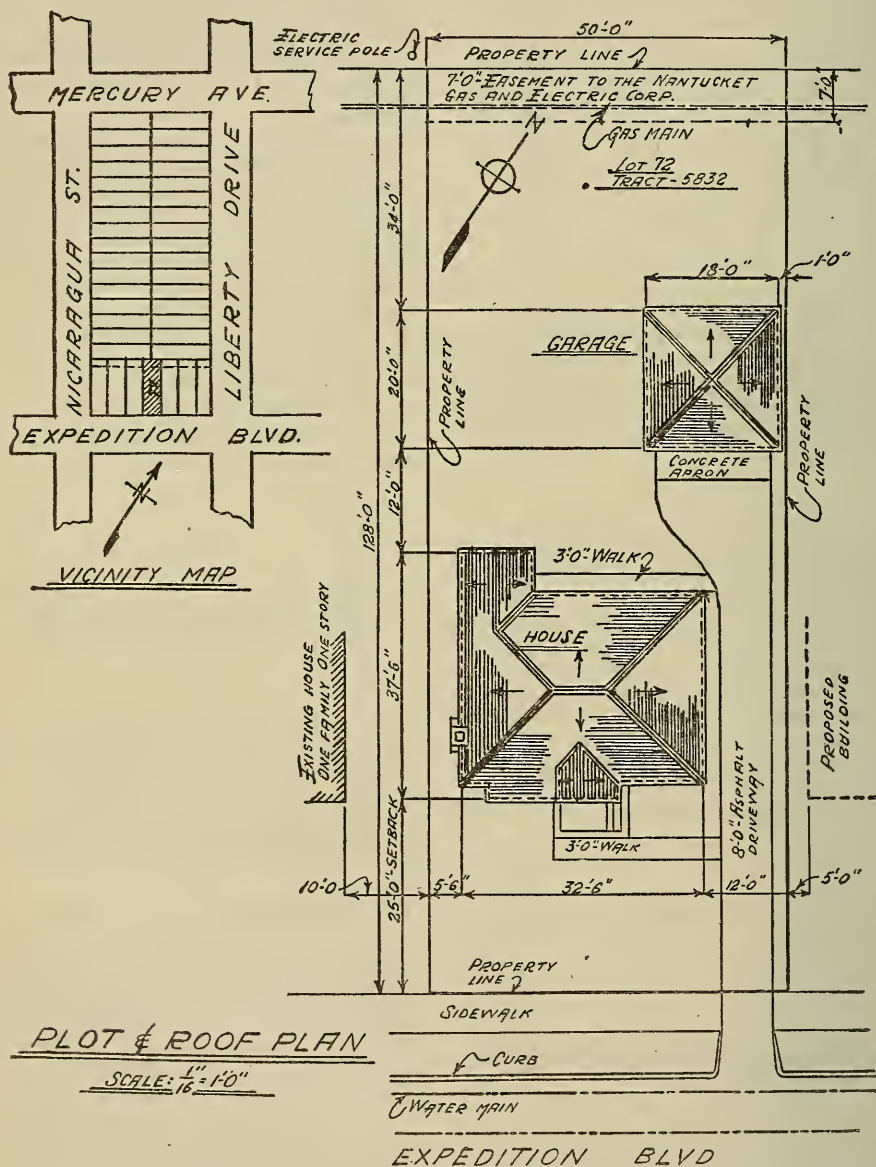 MERCURY AVE.
NICARAGUA ST.
LIBERTY DRIVE
EXPEDITION BLVD.
N
VICINITY MAP
ELECTRIC
SERVICE POLE
50'-0"
PROPERTY LINE
7'-0" EASEMENT TO THE NANTUCKET
GAS AND ELECTRIC CORP.
7'-0"
GAS MAIN
N
LOT 72
TRACT - 5832
34'-0"
18'-0"
1'-0"
GARAGE
20'-0"
PROPERTY
LINE
PROPERTY
LINE
CONCRETE
APRON
12'-0"
128'-0"
3'-0" WALK
HOUSE
37'-6"
EXISTING HOUSE
ONE FAMILY ONE STORY
PROPOSED
BUILDING
8'-0" ASPHALT
DRIVEWAY
3'-0" WALK
25'-0" SETBACK
10'-0
5'-6"
32'-6"
12'-0"
5'-0"
PROPERTY
LINE
SIDEWALK
PLOT & ROOF PLAN
SCALE: 1/16" = 1'-0"
CURB
WATER MAIN
EXPEDITION BLVD